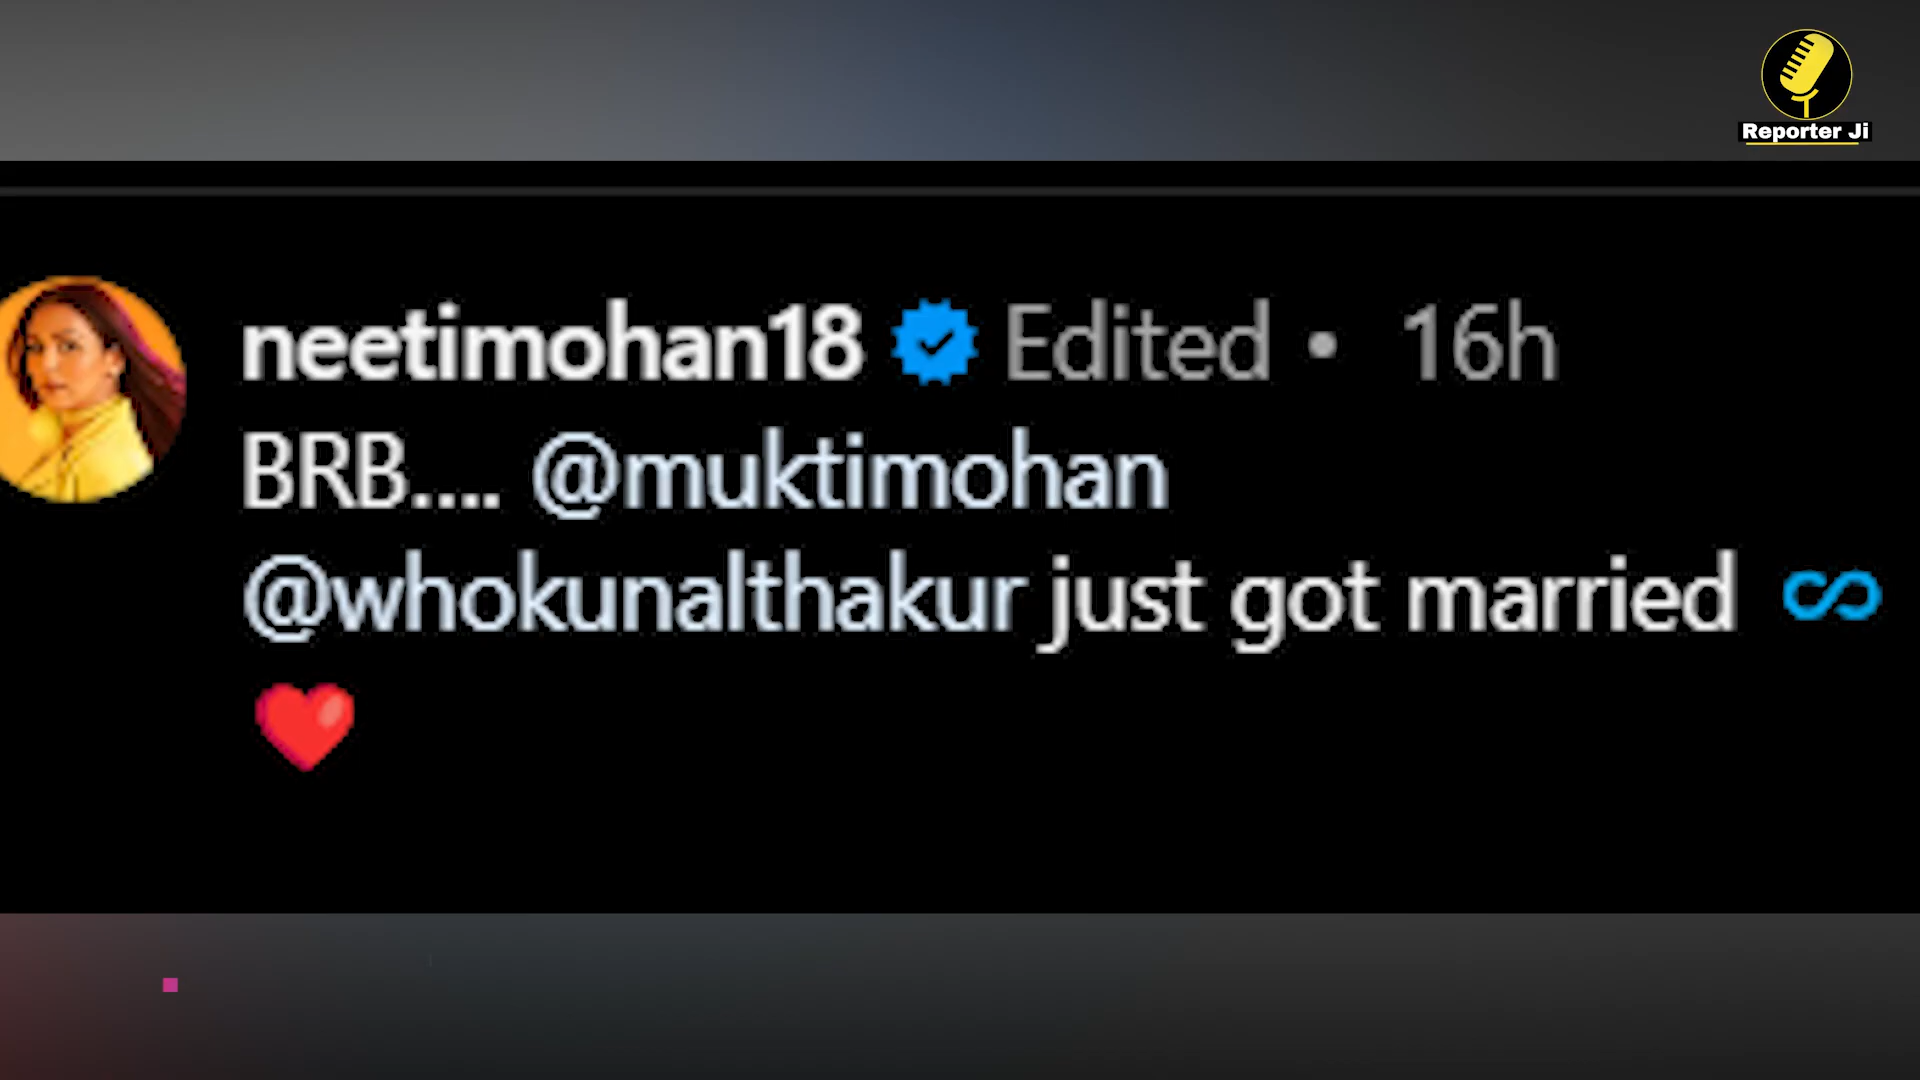 Reporter Ji
neetimohan18 Edited • 16h
BRB.... @muktimohan
@whokunalthakur just got married ∞
❤️